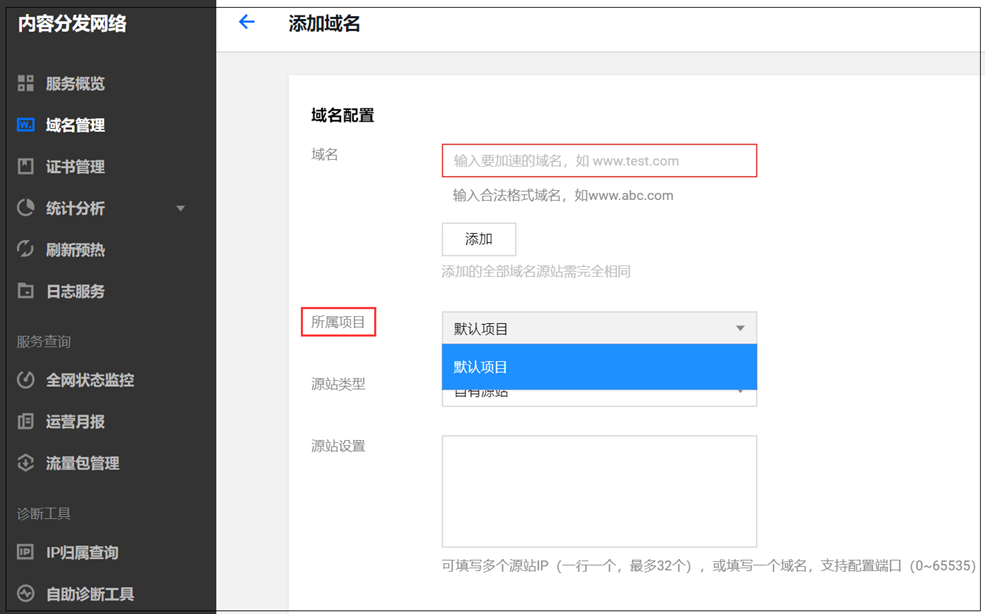 内容分发网络
添加域名
服务概览
域名管理
证书管理
统计分析
刷新预热
日志服务
服务查询
全网状态监控
运营月报
流量包管理
诊断工具
IP归属查询
自助诊断工具
域名配置
域名
输入要加速的域名，如 www.test.com
输入合法格式域名，如www.abc.com
添加
添加的全部域名源站需完全相同
所属项目
默认项目
默认项目
源站类型
自有源站
源站设置
可填写多个源站IP（一行一个，最多32个），或填写一个域名，支持配置端口（0~65535）